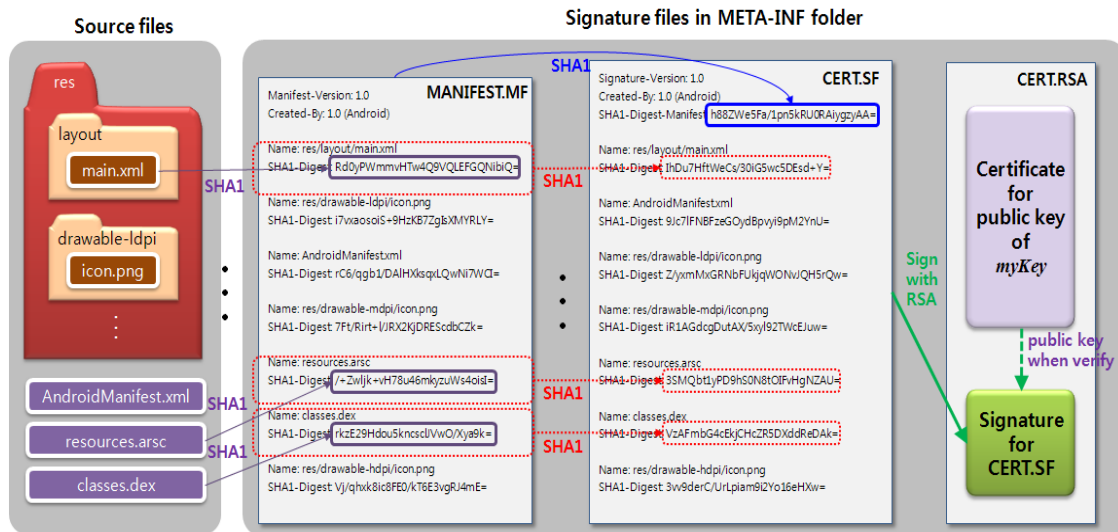 Source files
Signature files in META-INF folder
res
layout
main.xml
drawable-ldpi
icon.png
AndroidManifest.xml
resources.arsc
classes.dex
SHA1
SHA1
SHA1
SHA1
MANIFEST.MF
Manifest-Version: 1.0
Created-By: 1.0 (Android)
Name: res/layout/main.xml
SHA1-Digest: Rd0yPWmmvHTw4Q9VQLEFGQNibiQ=
Name: res/drawable-ldpi/icon.png
SHA1-Digest: i7vxaosoiS+9HzKB7ZgIsXMYRLY=
Name: AndroidManifest.xml
SHA1-Digest: rC6/qgb1/DAlHXksqxLQwNi7WCI=
Name: res/drawable-mdpi/icon.png
SHA1-Digest: 7Ft/Rirt+l/JRX2KjDREScdbCZk=
Name: resources.arsc
SHA1-Digest: /+Zwljk+vH78u46mkyzuWs4oisI=
Name: classes.dex
SHA1-Digest: rkzE29Hdou5kncscl/VwO/Xya9k=
Name: res/drawable-hdpi/icon.png
SHA1-Digest: Vj/qhxk8ic8FE0/kT6E3vgRJ4mE=
SHA1
SHA1
SHA1
CERT.SF
Signature-Version: 1.0
Created-By: 1.0 (Android)
SHA1-Digest-Manifest: h88ZWe5Fa/1pn5kRU0RAiygzyAA=
Name: res/layout/main.xml
SHA1-Digest: IhDu7HftWeCs/30iG5wc5DEsd+Y=
Name: AndroidManifest.xml
SHA1-Digest: 9Jc7lFNBFzeGOydBpvyi9pM2YnU=
Name: res/drawable-ldpi/icon.png
SHA1-Digest: Z/yxmMxGRNbFUkjqWONvJQH5rQw=
Name: res/drawable-mdpi/icon.png
SHA1-Digest: iR1AGdcgDutAX/5xyl92TWcEJuw=
Name: resources.arsc
SHA1-Digest: 3SMQbt1yPD9hS0N8tOIFvHgNZAU=
Name: classes.dex
SHA1-Digest: VzAFmbG4cEkjCHcZR5DXddReDAk=
Name: res/drawable-hdpi/icon.png
SHA1-Digest: 3vv9derC/UrLpiam9i2Yo16eHXw=
Sign
with
RSA
CERT.RSA
Certificate
for
public key
of
myKey
public key
when verify
Signature
for
CERT.SF